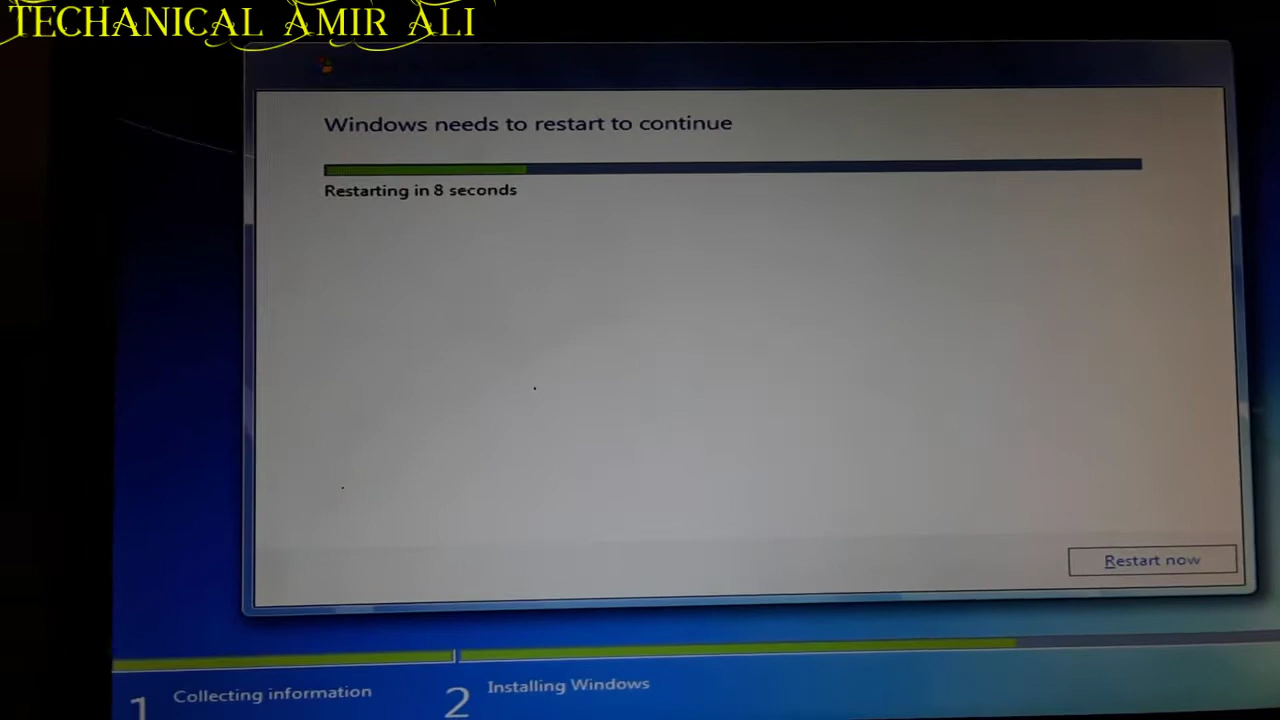 TECHANICAL AMIR ALI
Windows needs to restart to continue
Restarting in 8 seconds
Restart now
1 Collecting information
2 Installing Windows